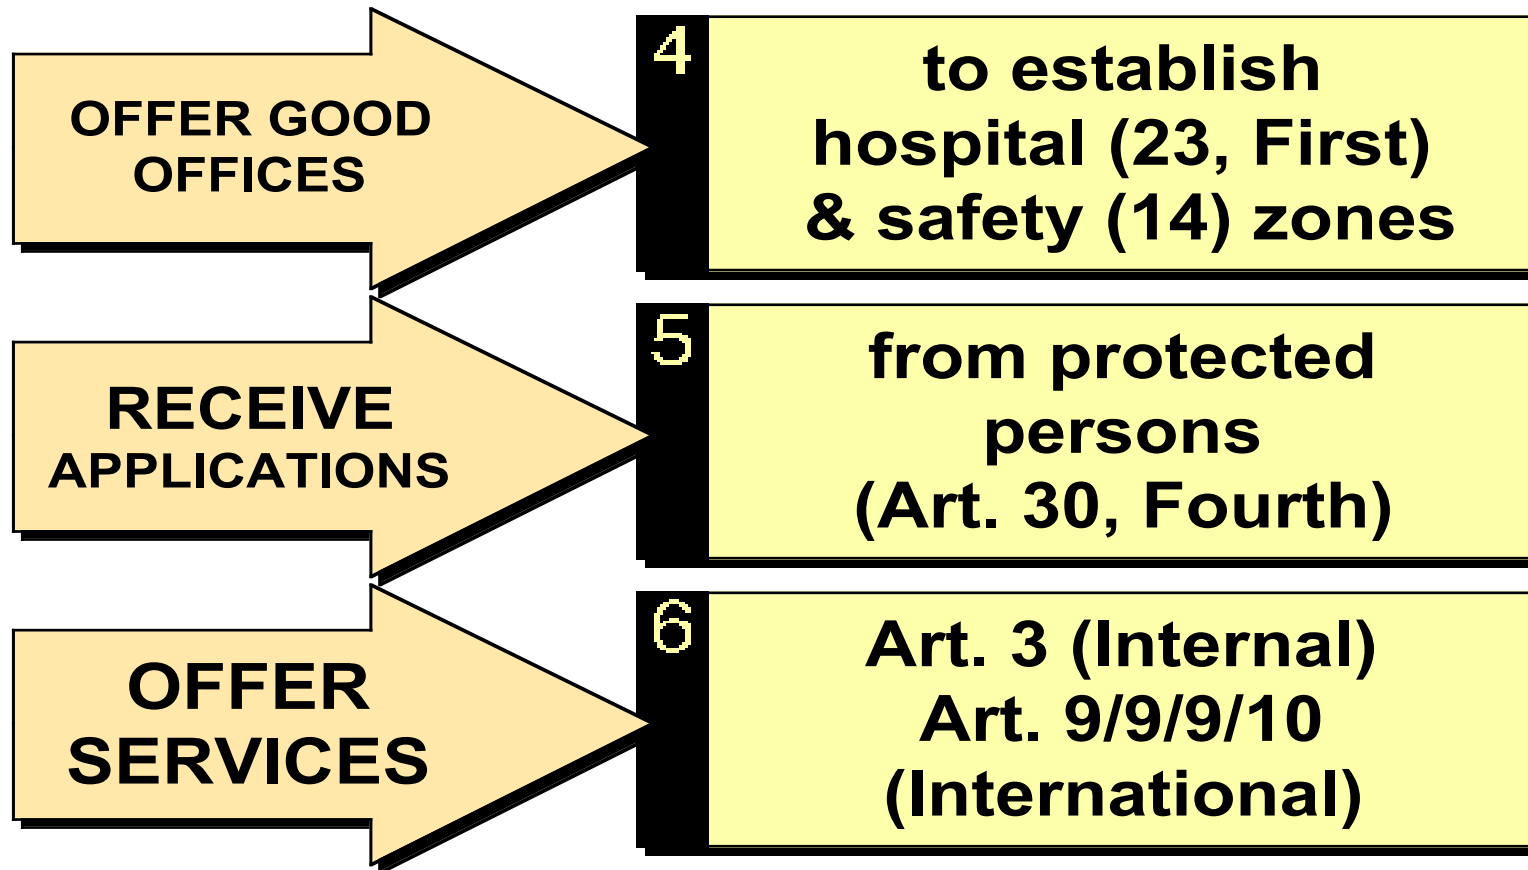 OFFER GOOD
OFFICES
4
to establish
hospital (23, First)
& safety (14) zones
RECEIVE
APPLICATIONS
5
from protected
persons
(Art. 30, Fourth)
OFFER
SERVICES
6
Art. 3 (Internal)
Art. 9/9/9/10
(International)